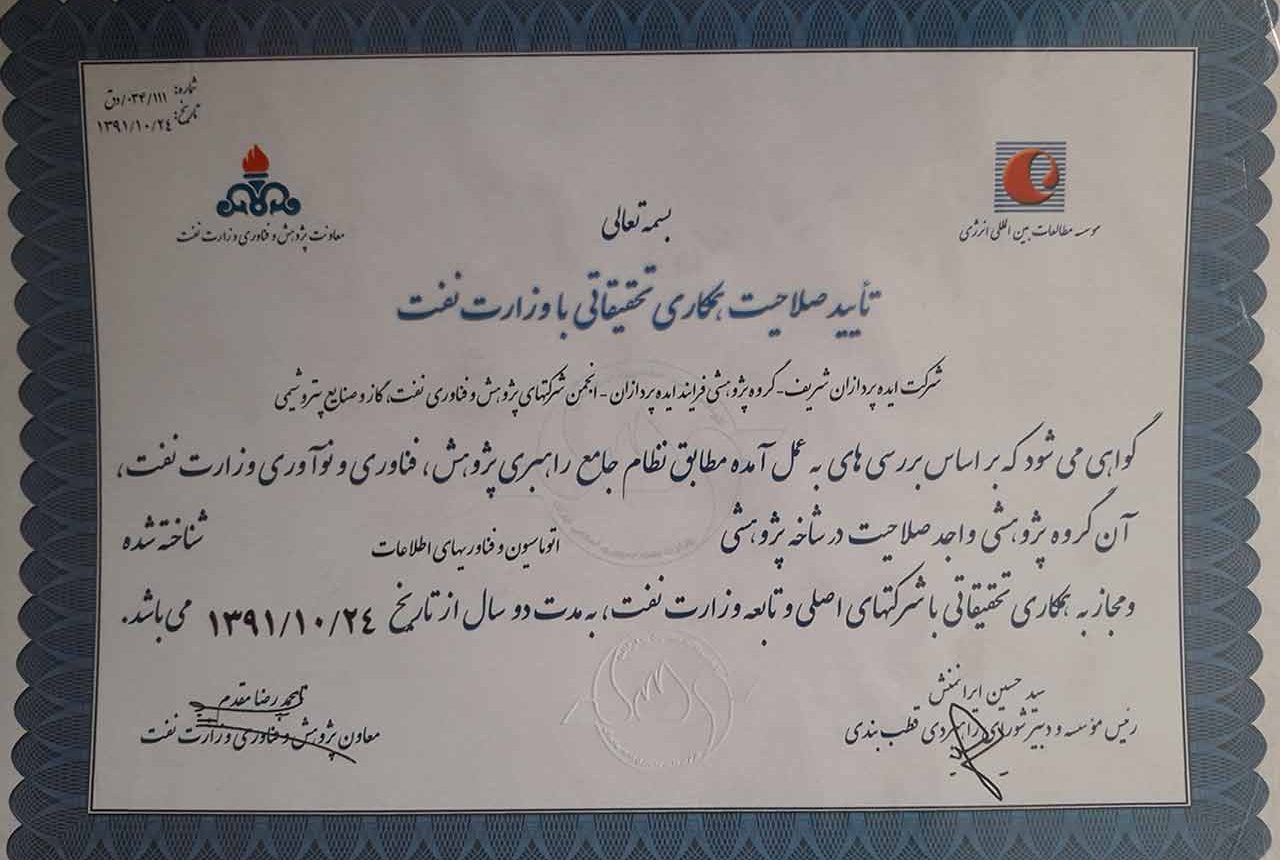 شماره: ۰۳۴/۱۱۱/دق
تاریخ: ۱۳۹۱/۱۰/۲۴
موسسه مطالعات بین المللی انرژی
معاونت پژوهش و فناوری وزارت نفت
بسمه تعالی
تأیید صلاحیت همکاری تحقیقاتی با وزارت نفت
شرکت ایده پردازان شریف- گروه پژوهشی فرایند ایده پردازان - انجمن شرکتهای پژوهش و فناوری نفت، گاز و صنایع پتروشیمی
گواهی می شود که بر اساس بررسی های به عمل آمده مطابق نظام جامع راهبری پژوهش، فناوری و نوآوری وزارت نفت،
آن گروه پژوهشی واجد صلاحیت در شاخه پژوهشی اتوماسیون و فناوریهای اطلاعات شناخته شده
و مجاز به همکاری تحقیقاتی با شرکتهای اصلی و تابعه وزارت نفت، به مدت دو سال از تاریخ ۱۳۹۱/۱۰/۲۴ می باشد.
سید حسین ایرانمنش
رئیس مؤسسه و دبیر شورای راهبردی قطب بندی
محمدرضا مقدم
معاون پژوهش و فناوری وزارت نفت